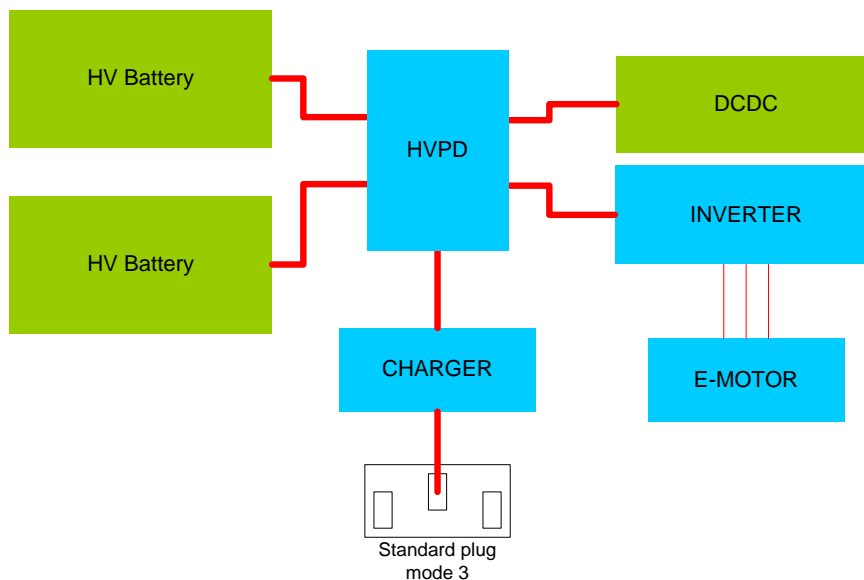 HV Battery
HVPD
DCDC
INVERTER
HV Battery
CHARGER
E-MOTOR
Standard plug
mode 3